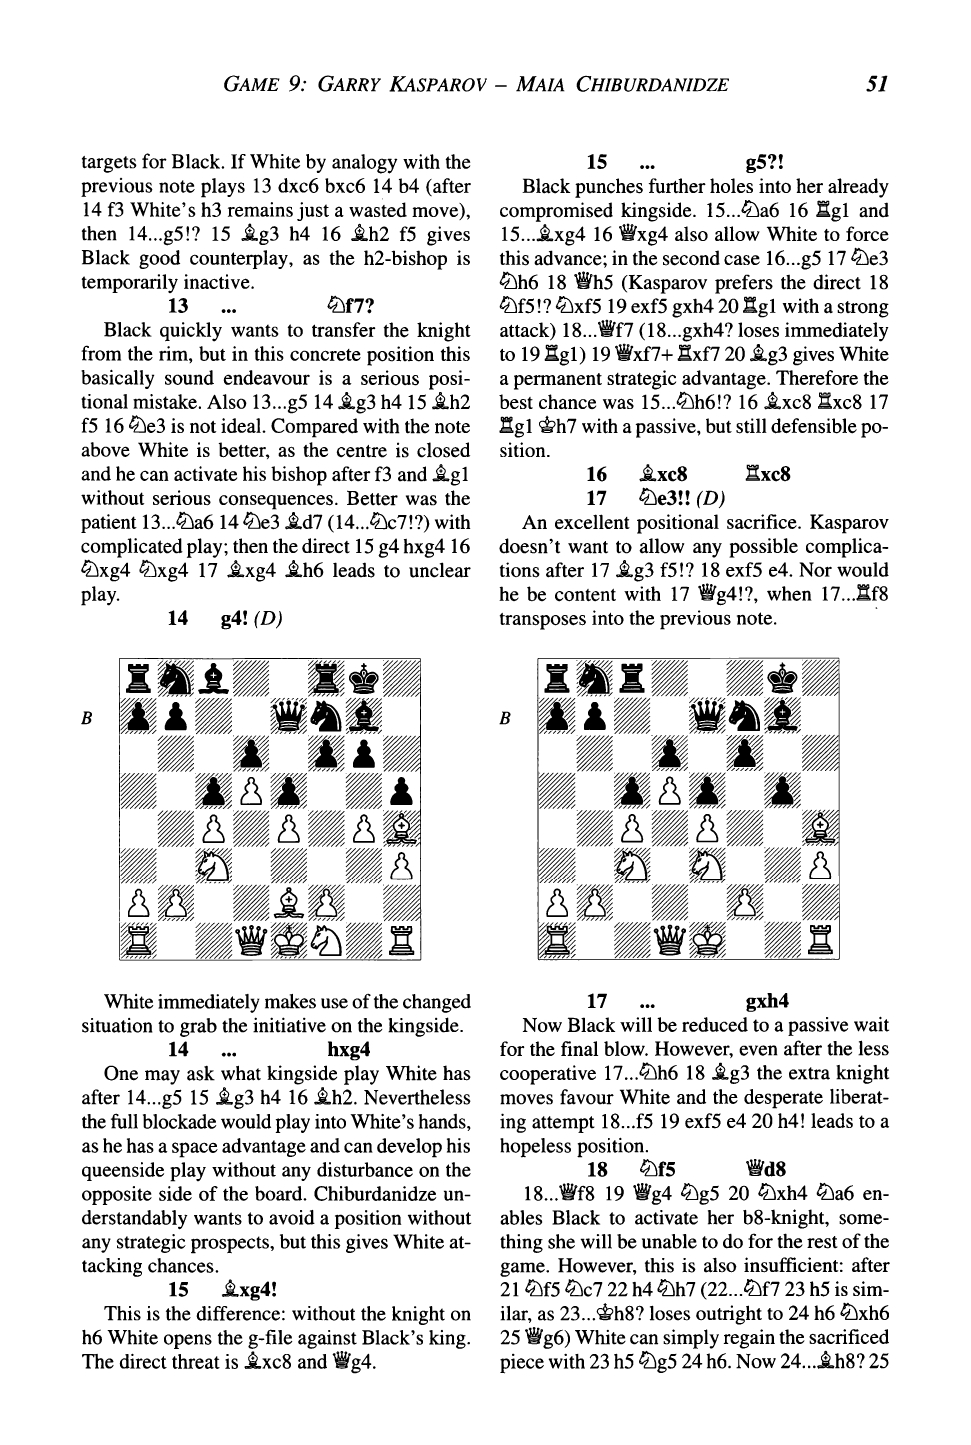 GAME 9: GARRY KASPAROV – MAIA CHIBURDANIDZE
51
targets for Black. If White by analogy with the
previous note plays 13 dxc6 bxc6 14 b4 (after
14 f3 White's h3 remains just a wasted move),
then 14...g5!? 15 ♗g3 h4 16 ♗h2 f5 gives
Black good counterplay, as the h2-bishop is
temporarily inactive.
13 ... ♘f7?
Black quickly wants to transfer the knight
from the rim, but in this concrete position this
basically sound endeavour is a serious posi-
tional mistake. Also 13...g5 14 ♗g3 h4 15 ♗h2
f5 16 ♘e3 is not ideal. Compared with the note
above White is better, as the centre is closed
and he can activate his bishop after f3 and ♗g1
without serious consequences. Better was the
patient 13...♘a6 14 ♘e3 ♗d7 (14...♘c7!?) with
complicated play; then the direct 15 g4 hxg4 16
♘xg4 ♘xg4 17 ♗xg4 ♗h6 leads to unclear
play.
14 g4! (D)
B
White immediately makes use of the changed
situation to grab the initiative on the kingside.
14 ... hxg4
One may ask what kingside play White has
after 14...g5 15 ♗g3 h4 16 ♗h2. Nevertheless
the full blockade would play into White's hands,
as he has a space advantage and can develop his
queenside play without any disturbance on the
opposite side of the board. Chiburdanidze un-
derstandably wants to avoid a position without
any strategic prospects, but this gives White at-
tacking chances.
15 ♗xg4!
This is the difference: without the knight on
h6 White opens the g-file against Black's king.
The direct threat is ♗xc8 and ♕g4.
15 ... g5?!
Black punches further holes into her already
compromised kingside. 15...♘a6 16 ♖g1 and
15...♗xg4 16 ♕xg4 also allow White to force
this advance; in the second case 16...g5 17 ♘e3
♘h6 18 ♕h5 (Kasparov prefers the direct 18
♘f5!? ♘xf5 19 exf5 gxh4 20 ♖g1 with a strong
attack) 18...♕f7 (18...gxh4? loses immediately
to 19 ♖g1) 19 ♕xf7+ ♖xf7 20 ♗g3 gives White
a permanent strategic advantage. Therefore the
best chance was 15...♘h6!? 16 ♗xc8 ♖xc8 17
♖g1 ♔h7 with a passive, but still defensible po-
sition.
16 ♗xc8 ♖xc8
17 ♘e3!! (D)
An excellent positional sacrifice. Kasparov
doesn't want to allow any possible complica-
tions after 17 ♗g3 f5!? 18 exf5 e4. Nor would
he be content with 17 ♕g4!?, when 17...♖f8
transposes into the previous note.
B
17 ... gxh4
Now Black will be reduced to a passive wait
for the final blow. However, even after the less
cooperative 17...♘h6 18 ♗g3 the extra knight
moves favour White and the desperate liberat-
ing attempt 18...f5 19 exf5 e4 20 h4! leads to a
hopeless position.
18 ♘f5 ♕d8
18...♕f8 19 ♕g4 ♘g5 20 ♘xh4 ♘a6 en-
ables Black to activate her b8-knight, some-
thing she will be unable to do for the rest of the
game. However, this is also insufficient: after
21 ♘f5 ♘c7 22 h4 ♘h7 (22...♘f7 23 h5 is sim-
ilar, as 23...♔h8? loses outright to 24 h6 ♘xh6
25 ♕g6) White can simply regain the sacrificed
piece with 23 h5 ♘g5 24 h6. Now 24...♗h8? 25